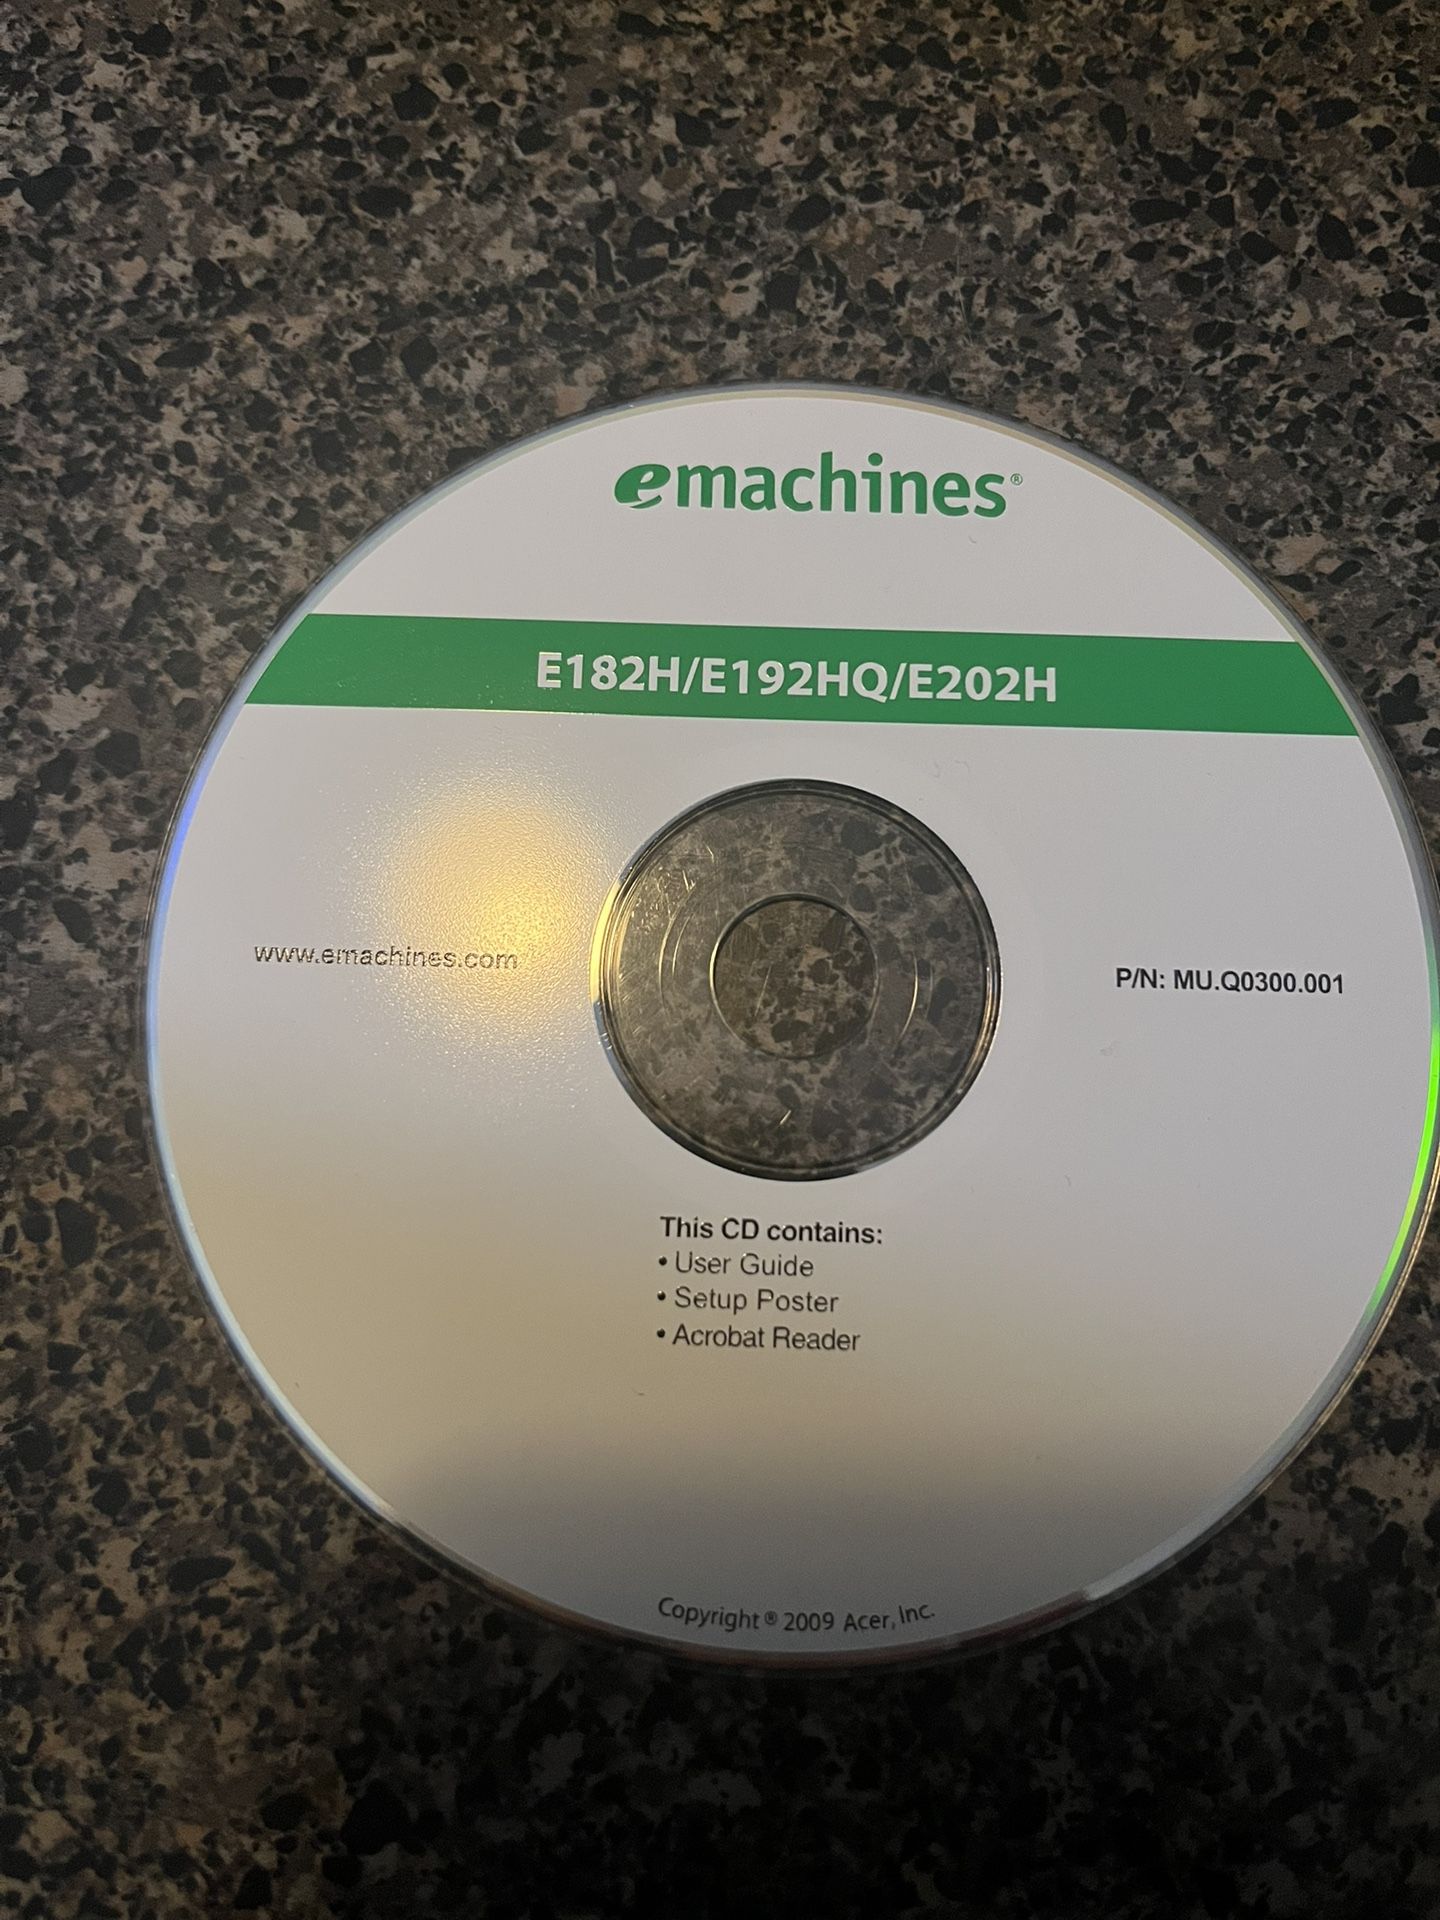 emachines®
E182H/E192HQ/E202H
www.emachines.com
P/N: MU.Q0300.001
This CD contains:
• User Guide
• Setup Poster
• Acrobat Reader
Copyright ® 2009 Acer, Inc.